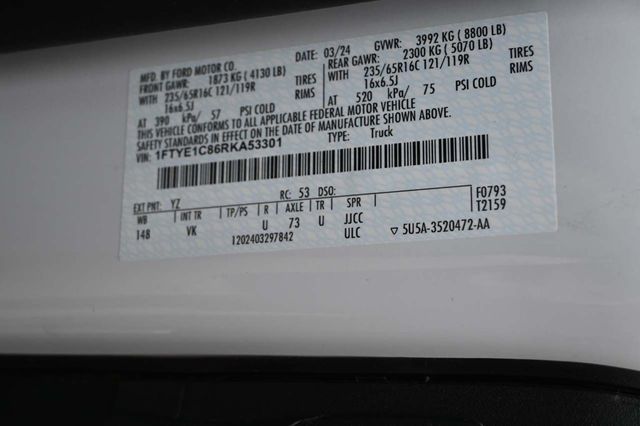 MFD. BY FORD MOTOR CO. DATE: 03/24 GVWR: 3992 KG ( 8800 LB)
FRONT GAWR: 1873 KG ( 4130 LB) REAR GAWR: 2300 KG ( 5070 LB)
WITH 235/65R16C 121/119R TIRES WITH 235/65R16C 121/119R TIRES
16x6.5J RIMS 16x6.5J RIMS
AT 390 kPa/ 57 PSI COLD AT 520 kPa/ 75 PSI COLD
THIS VEHICLE CONFORMS TO ALL APPLICABLE FEDERAL MOTOR VEHICLE
SAFETY STANDARDS IN EFFECT ON THE DATE OF MANUFACTURE SHOWN ABOVE.
VIN: 1FTYE1C86RKA53301 TYPE: Truck
EXT PNT: YZ RC: 53 DSO: F0793
WB INT TR TP/PS R AXLE TR SPR T2159
148 VK U 73 U JJCC
1202403297842 ULC ▽ 5U5A-3520472-AA